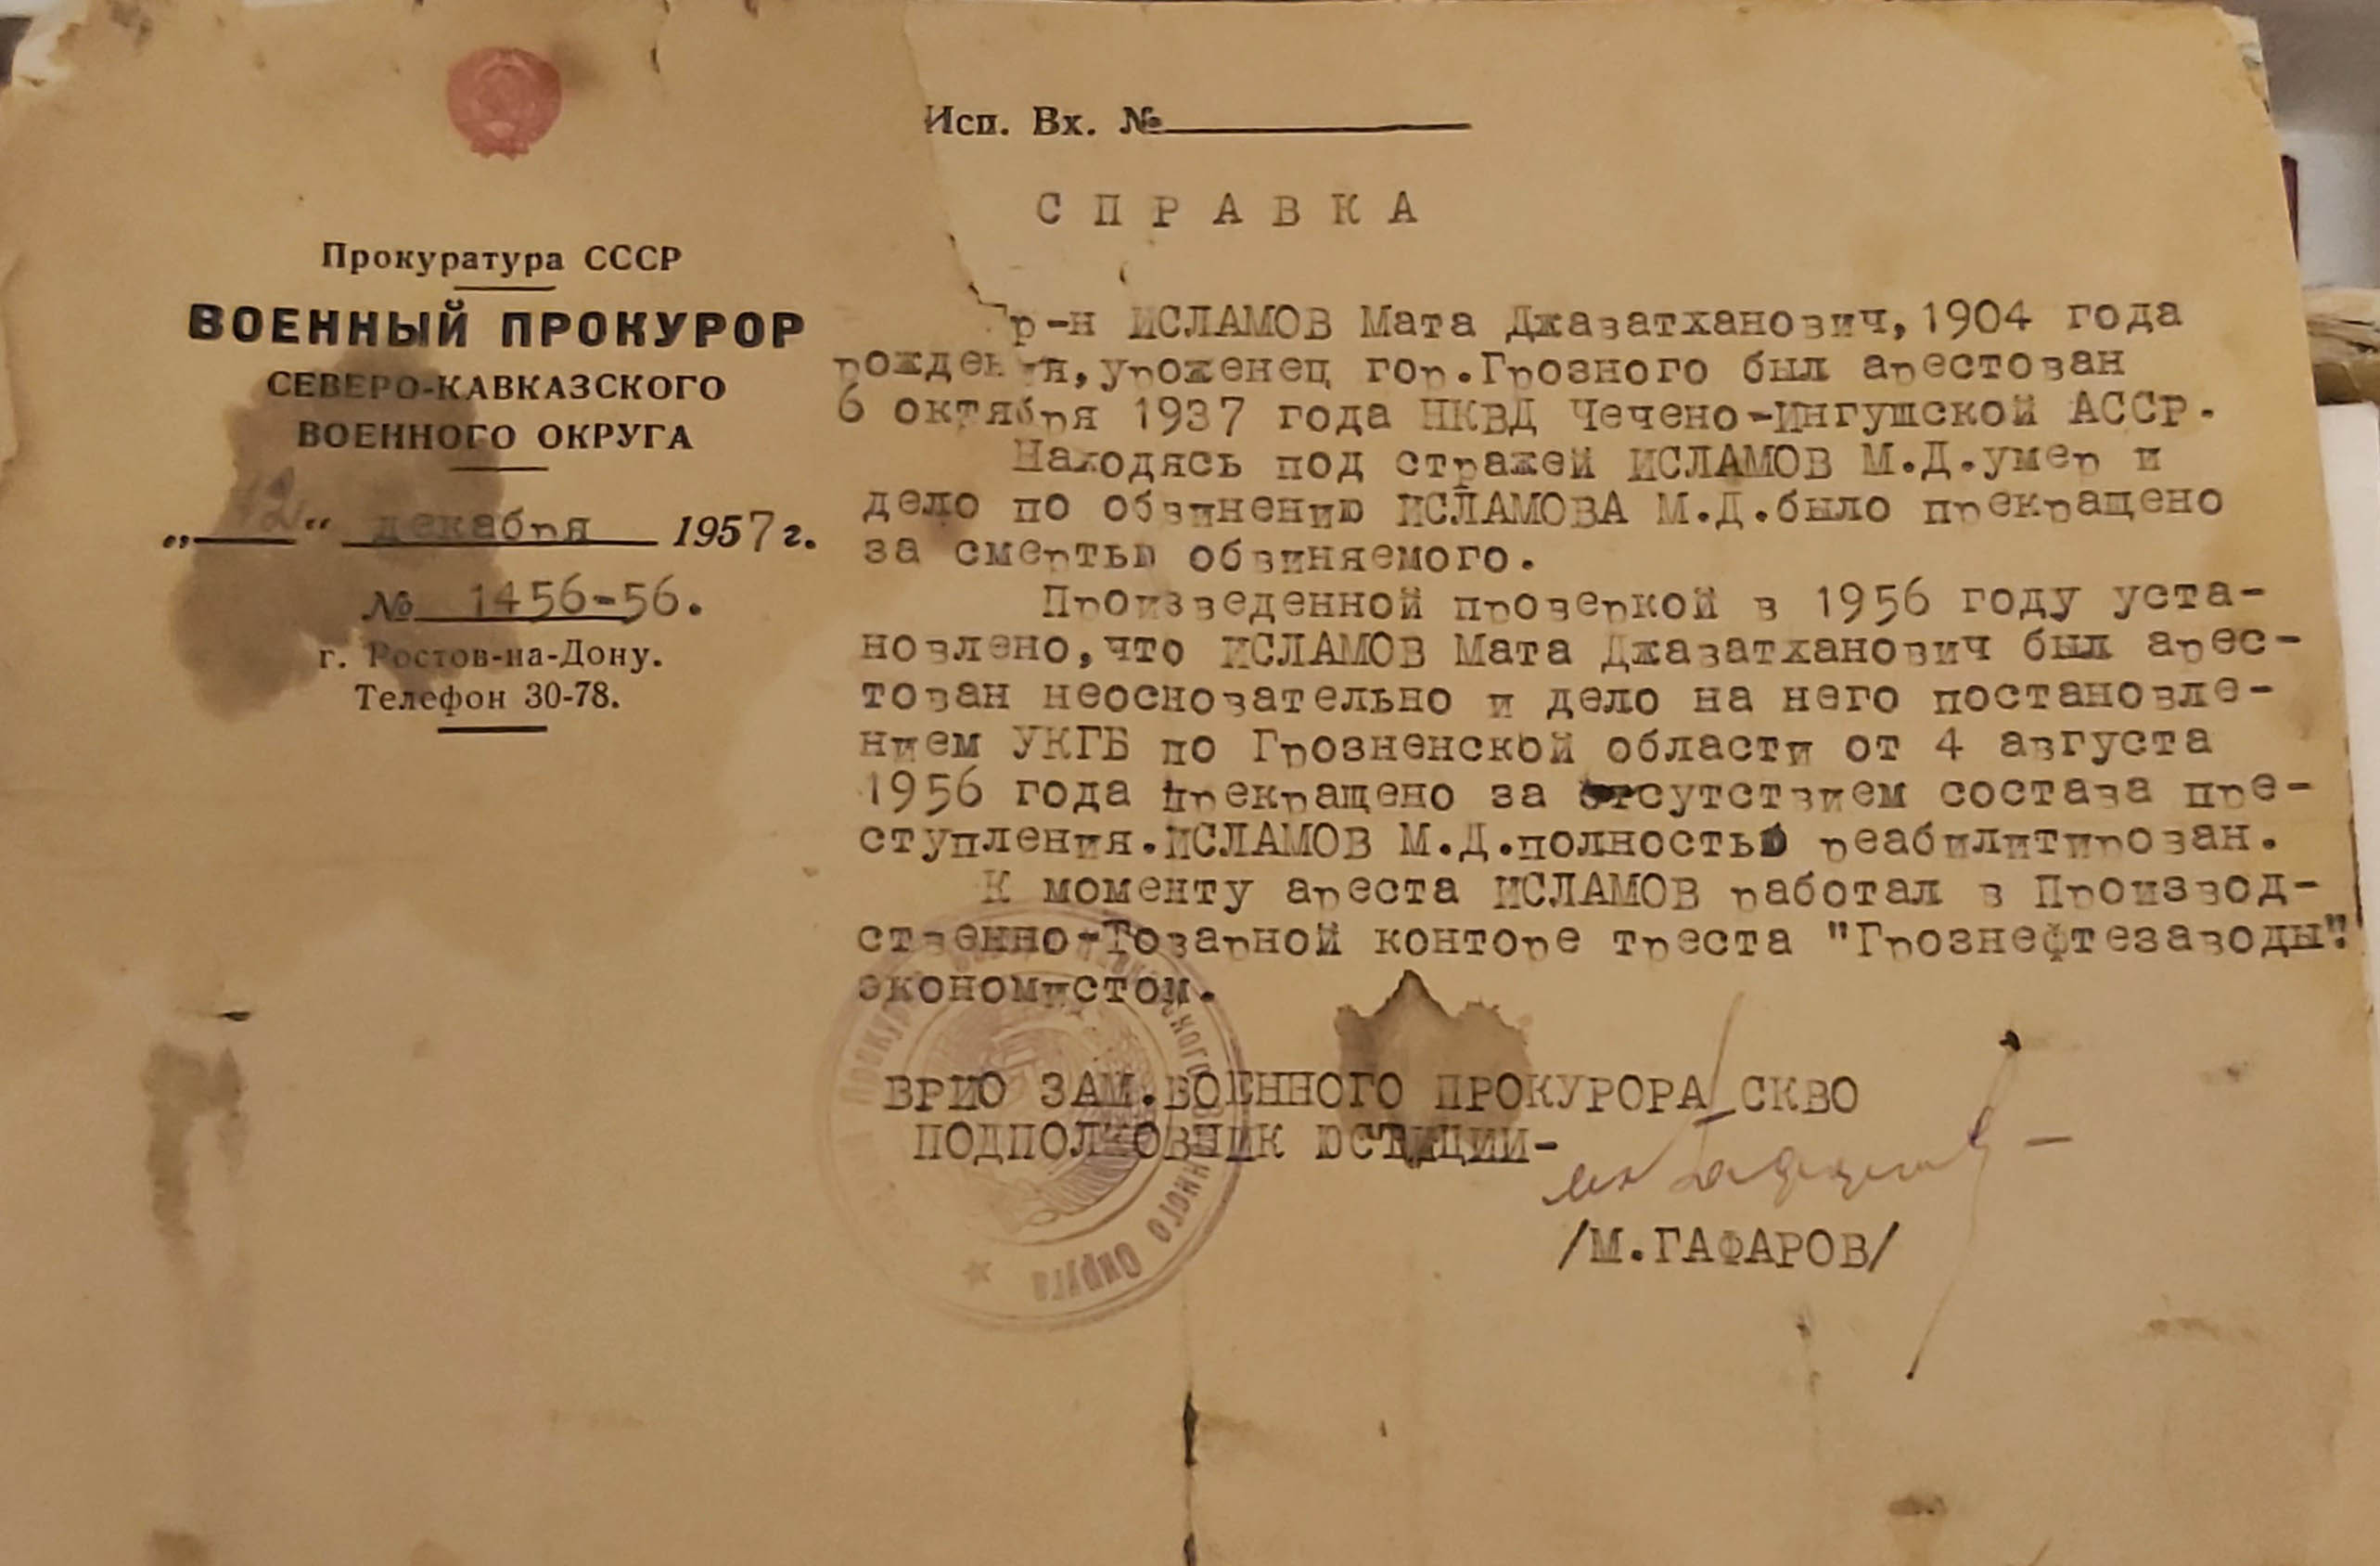 Прокуратура СССР
ВОЕННЫЙ ПРОКУРОР
СЕВЕРО-КАВКАЗСКОГО
ВОЕННОГО ОКРУГА
„12“ декабря 1957 г.
№ 1456-56.
г. Ростов-на-Дону.
Телефон 30-78.
Исп. Вх. №
СПРАВКА
Гр-н ИСЛАМОВ Мата Джаватханович, 1904 года
рождения, уроженец гор. Грозного был арестован
6 октября 1937 года НКВД Чечено-Ингушской АССР.
Находясь под стражей ИСЛАМОВ М.Д. умер и
дело по обвинению ИСЛАМОВА М.Д. было прекращено
за смертью обвиняемого.
Произведенной проверкой в 1956 году уста-
новлено, что ИСЛАМОВ Мата Джаватханович был арес-
тован неосновательно и дело на него постановле-
нием УКГБ по Грозненской области от 4 августа
1956 года прекращено за отсутствием состава пре-
ступления. ИСЛАМОВ М.Д. полностью реабилитирован.
К моменту ареста ИСЛАМОВ работал в Производ-
ственно-Товарной конторе треста "Грознефтезаводы".
экономистом.
ВРИО ЗАМ. ВОЕННОГО ПРОКУРОРА СКВО
ПОДПОЛКОВНИК ЮСТИЦИИ-
/М. ГАФАРОВ/
Округа